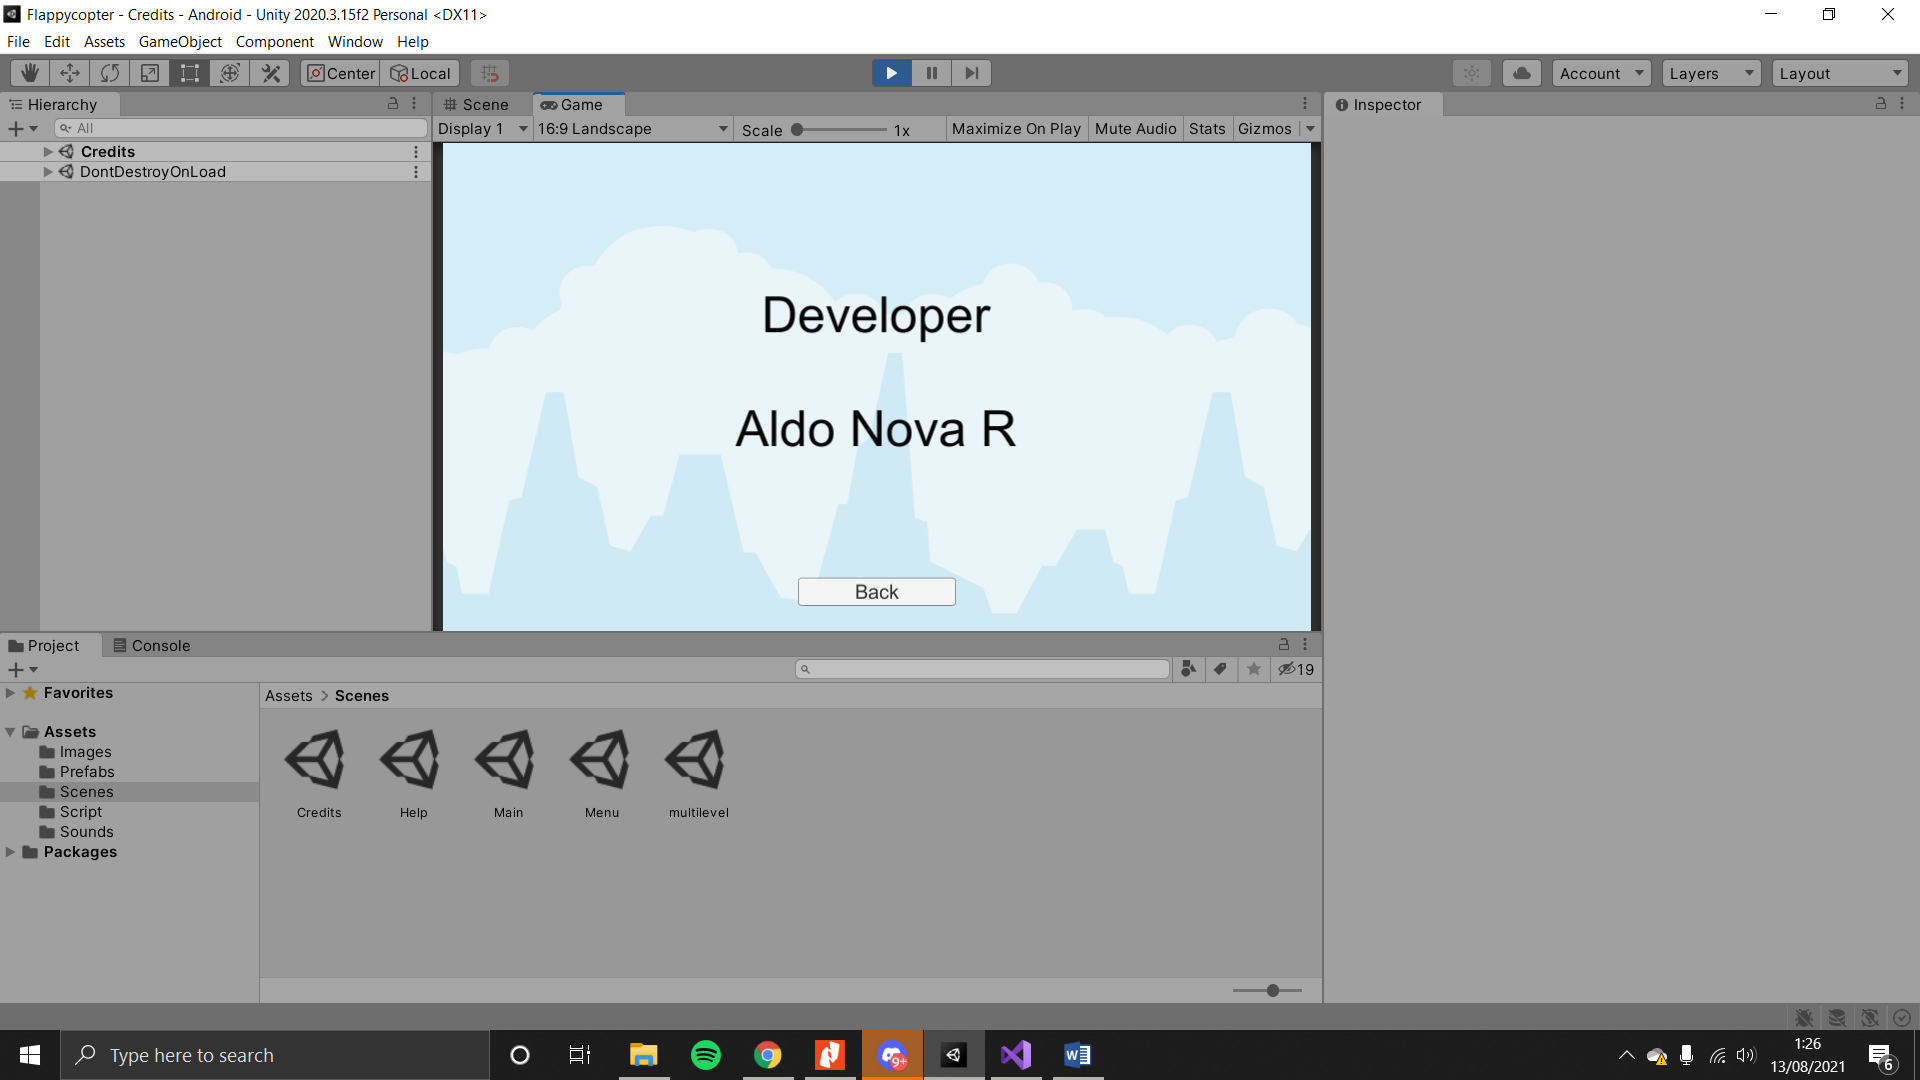 Flappycopter - Credits - Android - Unity 2020.3.15f2 Personal <DX11>
File Edit Assets GameObject Component Window Help
Center Local Account Layers Layout
Hierarchy Scene Game Inspector
All Display 1 16:9 Landscape Scale 1x Maximize On Play Mute Audio Stats Gizmos
Credits
DontDestroyOnLoad
Developer
Aldo Nova R
Back
Project Console
19
Favorites
Assets > Scenes
Assets
Images
Prefabs
Scenes
Script
Sounds
Packages
Credits Help Main Menu multilevel
Type here to search
9+
1:26
13/08/2021
6